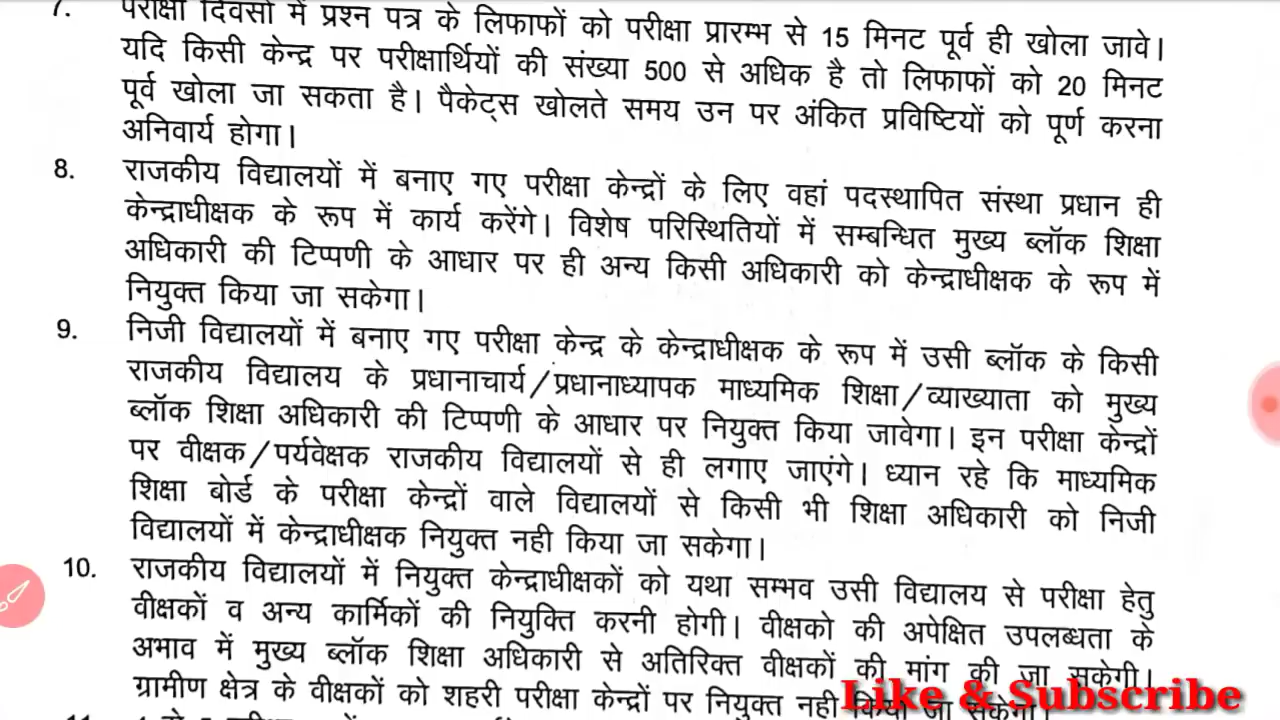 7. परीक्षा दिवसों में प्रश्न पत्र के लिफाफों को परीक्षा प्रारम्भ से 15 मिनट पूर्व ही खोला जावे।
यदि किसी केन्द्र पर परीक्षार्थियों की संख्या 500 से अधिक है तो लिफाफों को 20 मिनट
पूर्व खोला जा सकता है। पैकेट्स खोलते समय उन पर अंकित प्रविष्टियों को पूर्ण करना
अनिवार्य होगा।
8. राजकीय विद्यालयों में बनाए गए परीक्षा केन्द्रों के लिए वहां पदस्थापित संस्था प्रधान ही
केन्द्राधीक्षक के रूप में कार्य करेंगे। विशेष परिस्थितियों में सम्बन्धित मुख्य ब्लॉक शिक्षा
अधिकारी की टिप्पणी के आधार पर ही अन्य किसी अधिकारी को केन्द्राधीक्षक के रूप में
नियुक्त किया जा सकेगा।
9. निजी विद्यालयों में बनाए गए परीक्षा केन्द्र के केन्द्राधीक्षक के रूप में उसी ब्लॉक के किसी
राजकीय विद्यालय के प्रधानाचार्य/प्रधानाध्यापक माध्यमिक शिक्षा/व्याख्याता को मुख्य
ब्लॉक शिक्षा अधिकारी की टिप्पणी के आधार पर नियुक्त किया जावेगा। इन परीक्षा केन्द्रों
पर वीक्षक/पर्यवेक्षक राजकीय विद्यालयों से ही लगाए जाएंगे। ध्यान रहे कि माध्यमिक
शिक्षा बोर्ड के परीक्षा केन्द्रों वाले विद्यालयों से किसी भी शिक्षा अधिकारी को निजी
विद्यालयों में केन्द्राधीक्षक नियुक्त नही किया जा सकेगा।
10. राजकीय विद्यालयों में नियुक्त केन्द्राधीक्षकों को यथा सम्भव उसी विद्यालय से परीक्षा हेतु
वीक्षकों व अन्य कार्मिकों की नियुक्ति करनी होगी। वीक्षको की अपेक्षित उपलब्धता के
अभाव में मुख्य ब्लॉक शिक्षा अधिकारी से अतिरिक्त वीक्षकों की मांग की जा सकेगी।
ग्रामीण क्षेत्र के वीक्षकों को शहरी परीक्षा केन्द्रों पर नियुक्त नही किया जा सकेगा।
Like & Subscribe